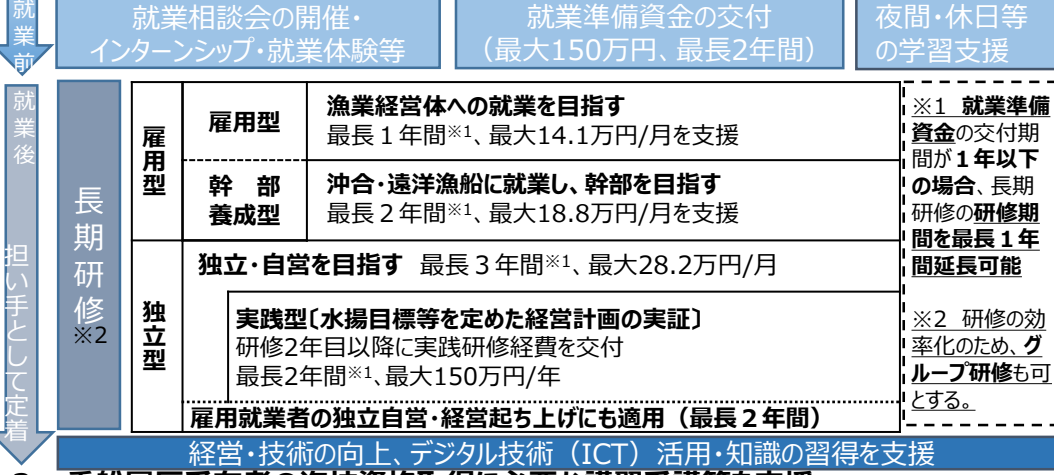 就業前
就業相談会の開催・
インターンシップ・就業体験等
就業準備資金の交付
（最大150万円、最長2年間）
夜間・休日等
の学習支援
就業後
担い手として定着
長期研修
※2
雇用型
雇用型
漁業経営体への就業を目指す
最長１年間※1、最大14.1万円/月を支援
幹　部
養成型
沖合・遠洋漁船に就業し、幹部を目指す
最長２年間※1、最大18.8万円/月を支援
独立型
独立・自営を目指す 最長３年間※1、最大28.2万円/月
実践型〔水揚目標等を定めた経営計画の実証〕
研修2年目以降に実践研修経費を交付
最長2年間※1、最大150万円/年
雇用就業者の独立自営・経営起ち上げにも適用（最長２年間）
※1 就業準備
資金の交付期
間が１年以下
の場合、長期
研修の研修期
間を最長１年
間延長可能
※2 研修の効
率化のため、グ
ループ研修も可
とする。
経営・技術の向上、デジタル技術（ICT）活用・知識の習得を支援